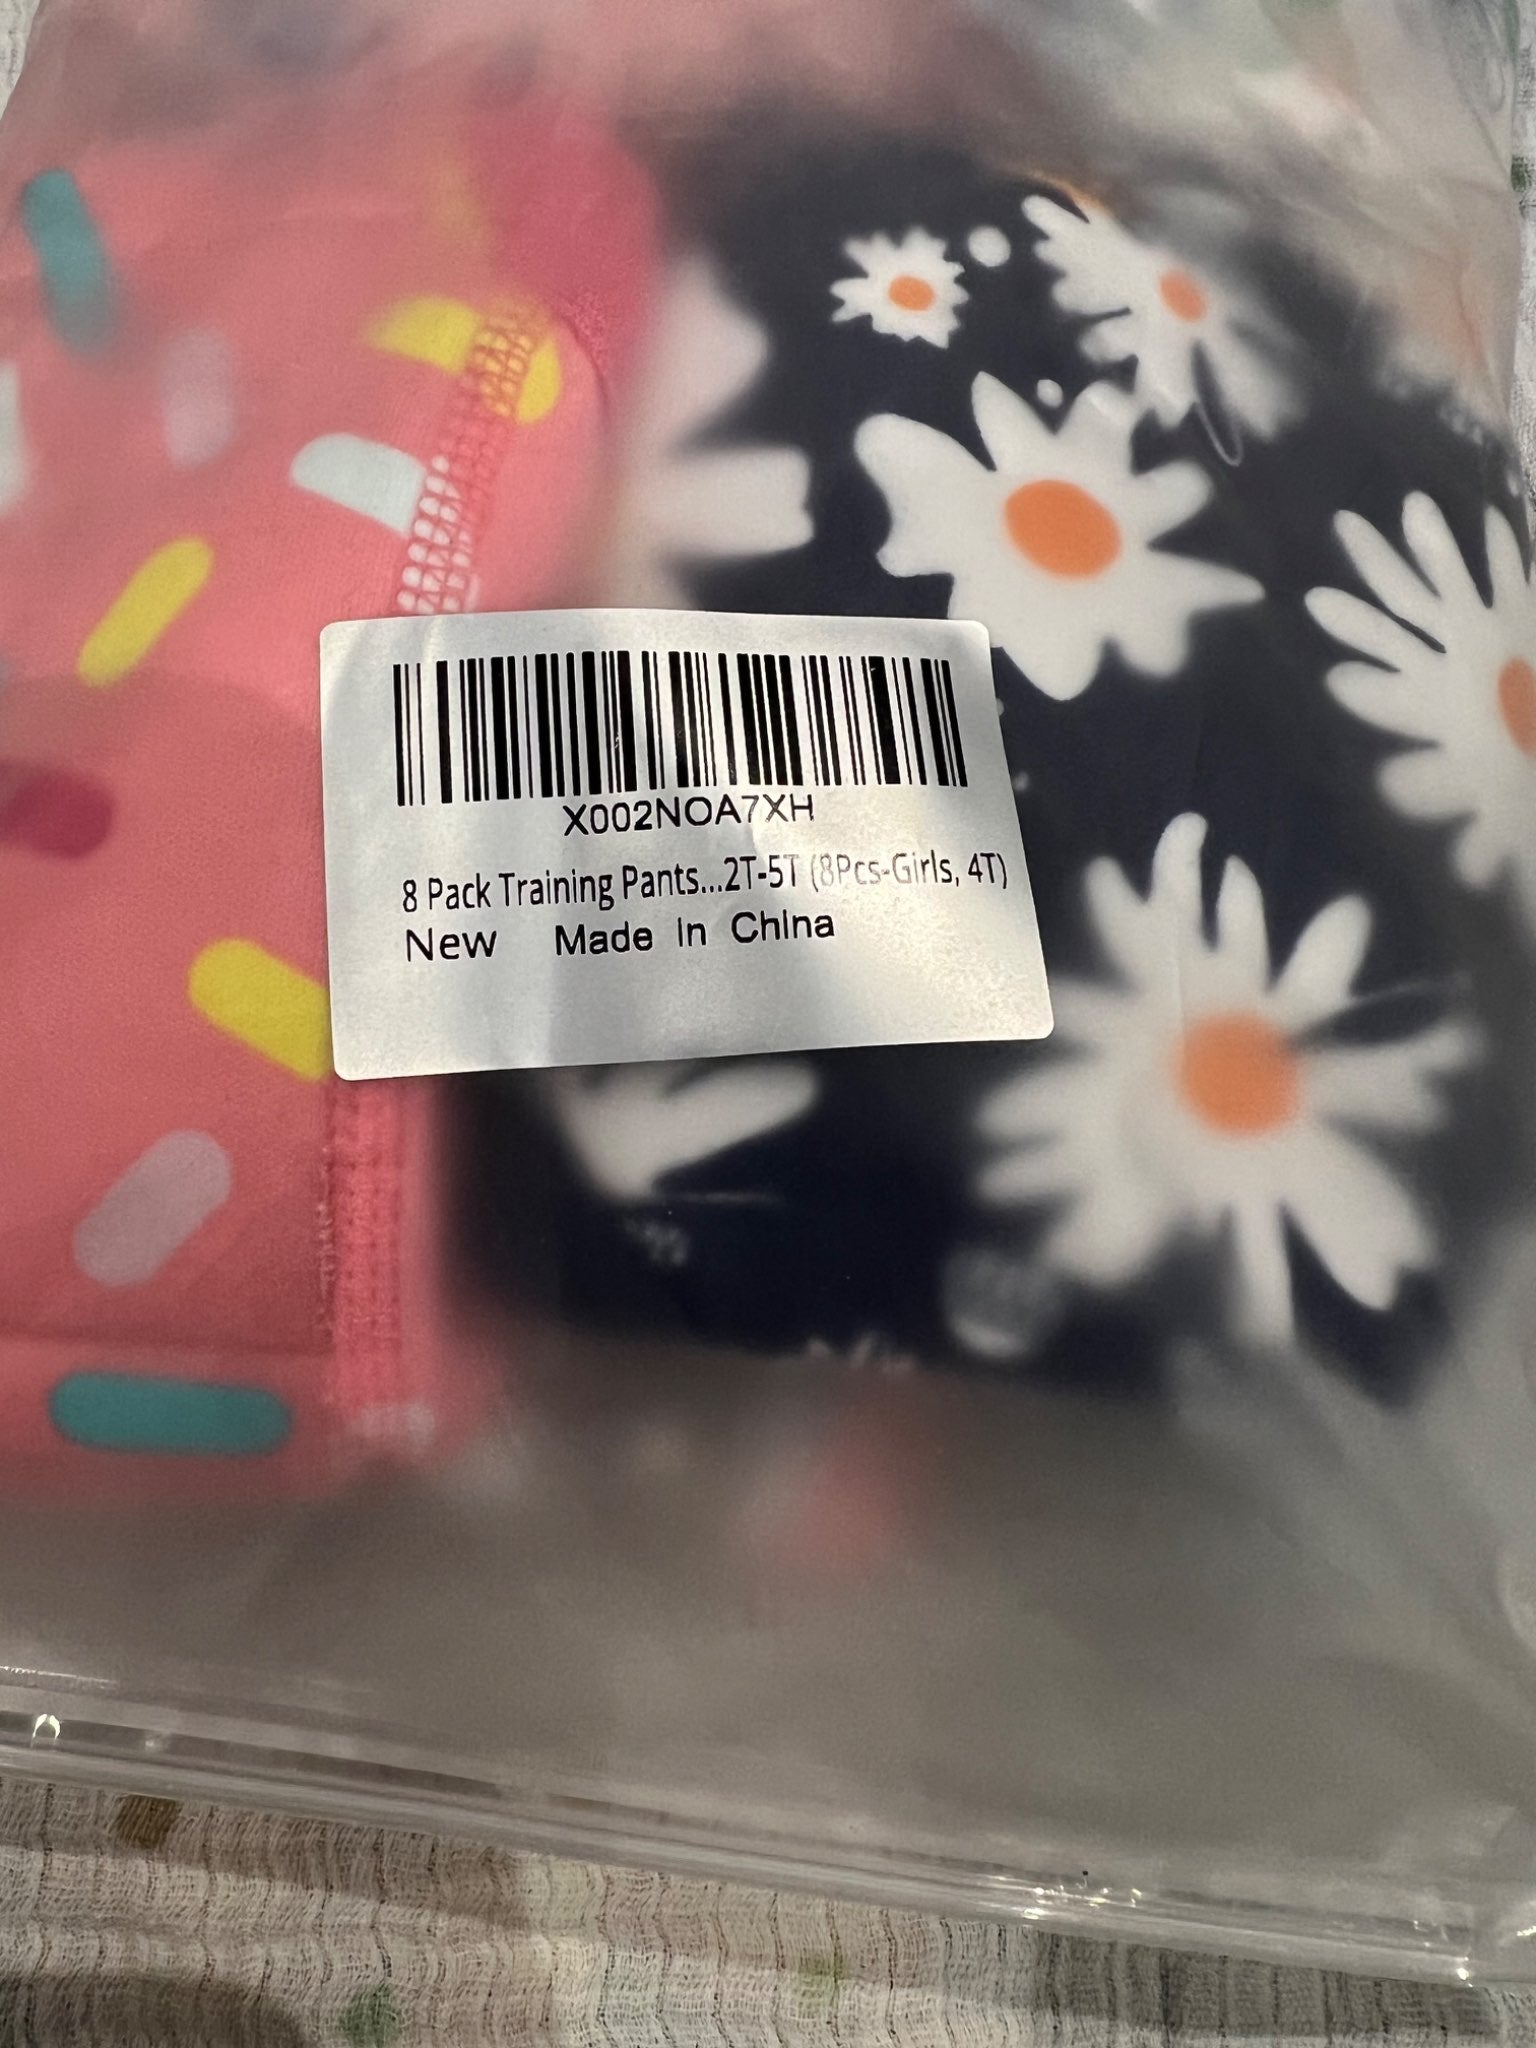 X002NOA7XH
8 Pack Training Pants...2T-5T (8Pcs-Girls, 4T)
New Made in China